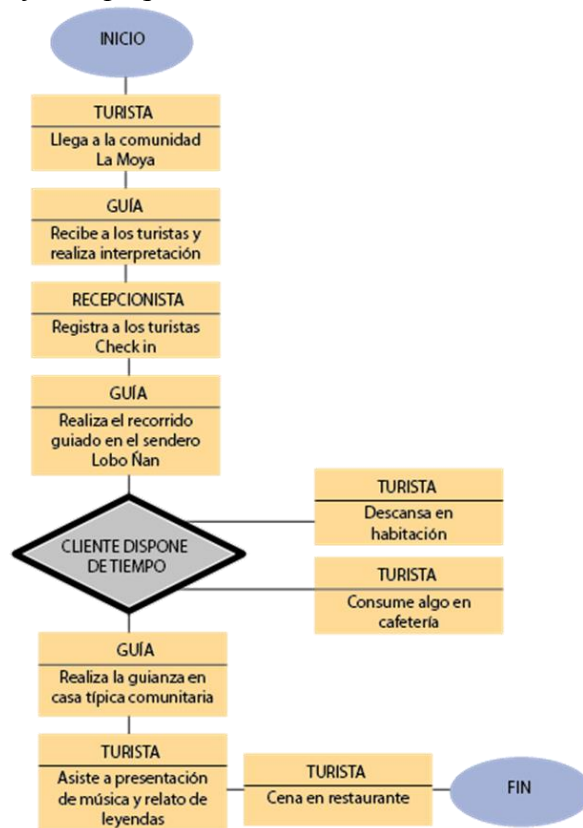 INICIO
TURISTA
Llega a la comunidad
La Moya
GUÍA
Recibe a los turistas y
realiza interpretación
RECEPCIONISTA
Registra a los turistas
Check in
GUÍA
Realiza el recorrido
guiado en el sendero
Lobo Ñan
CLIENTE DISPONE
DE TIEMPO
TURISTA
Descansa en
habitación
TURISTA
Consume algo en
cafetería
GUÍA
Realiza la guianza en
casa típica comunitaria
TURISTA
Asiste a presentación
de música y relato de
leyendas
TURISTA
Cena en restaurante
FIN